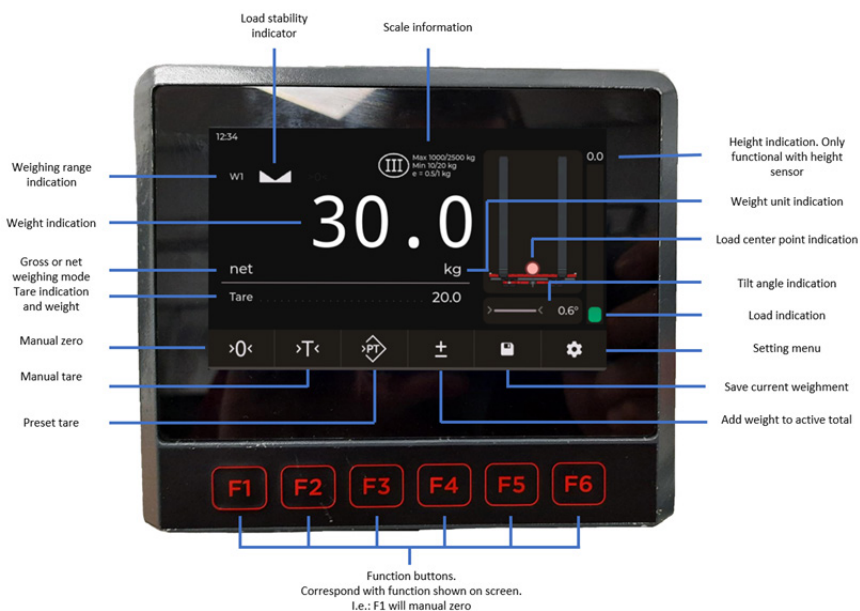 Load stability
indicator
Scale information
12:34
W1
III
Max 1000/2500 kg
Min 10/20 kg
e = 0.5/1 kg
0.0
30.0
net
kg
Tare
20.0
0.6°
>0<
>T<
>PT<
±
F1
F2
F3
F4
F5
F6
Weighing range
indication
Weight indication
Gross or net
weighing mode
Tare indication
and weight
Manual zero
Manual tare
Preset tare
Height indication. Only
functional with height
sensor
Weight unit indication
Load center point indication
Tilt angle indication
Load indication
Setting menu
Save current weighment
Add weight to active total
Function buttons.
Correspond with function shown on screen.
I.e.: F1 will manual zero